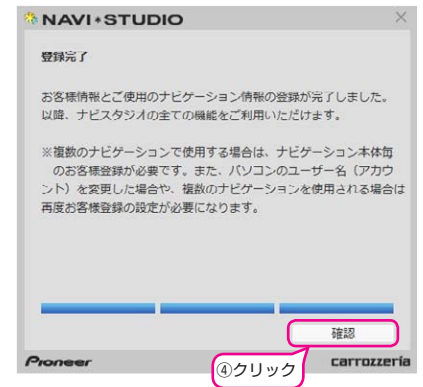 NAVI*STUDIO
登録完了
お客様情報とご使用のナビゲーション情報の登録が完了しました。
以降、ナビスタジオの全ての機能をご利用いただけます。
※複数のナビゲーションで使用する場合は、ナビゲーション本体毎
のお客様登録が必要です。また、パソコンのユーザー名（アカウ
ント）を変更した場合や、複数のナビゲーションを使用される場合は
再度お客様登録の設定が必要になります。
確認
④クリック
Pioneer
carrozzeria